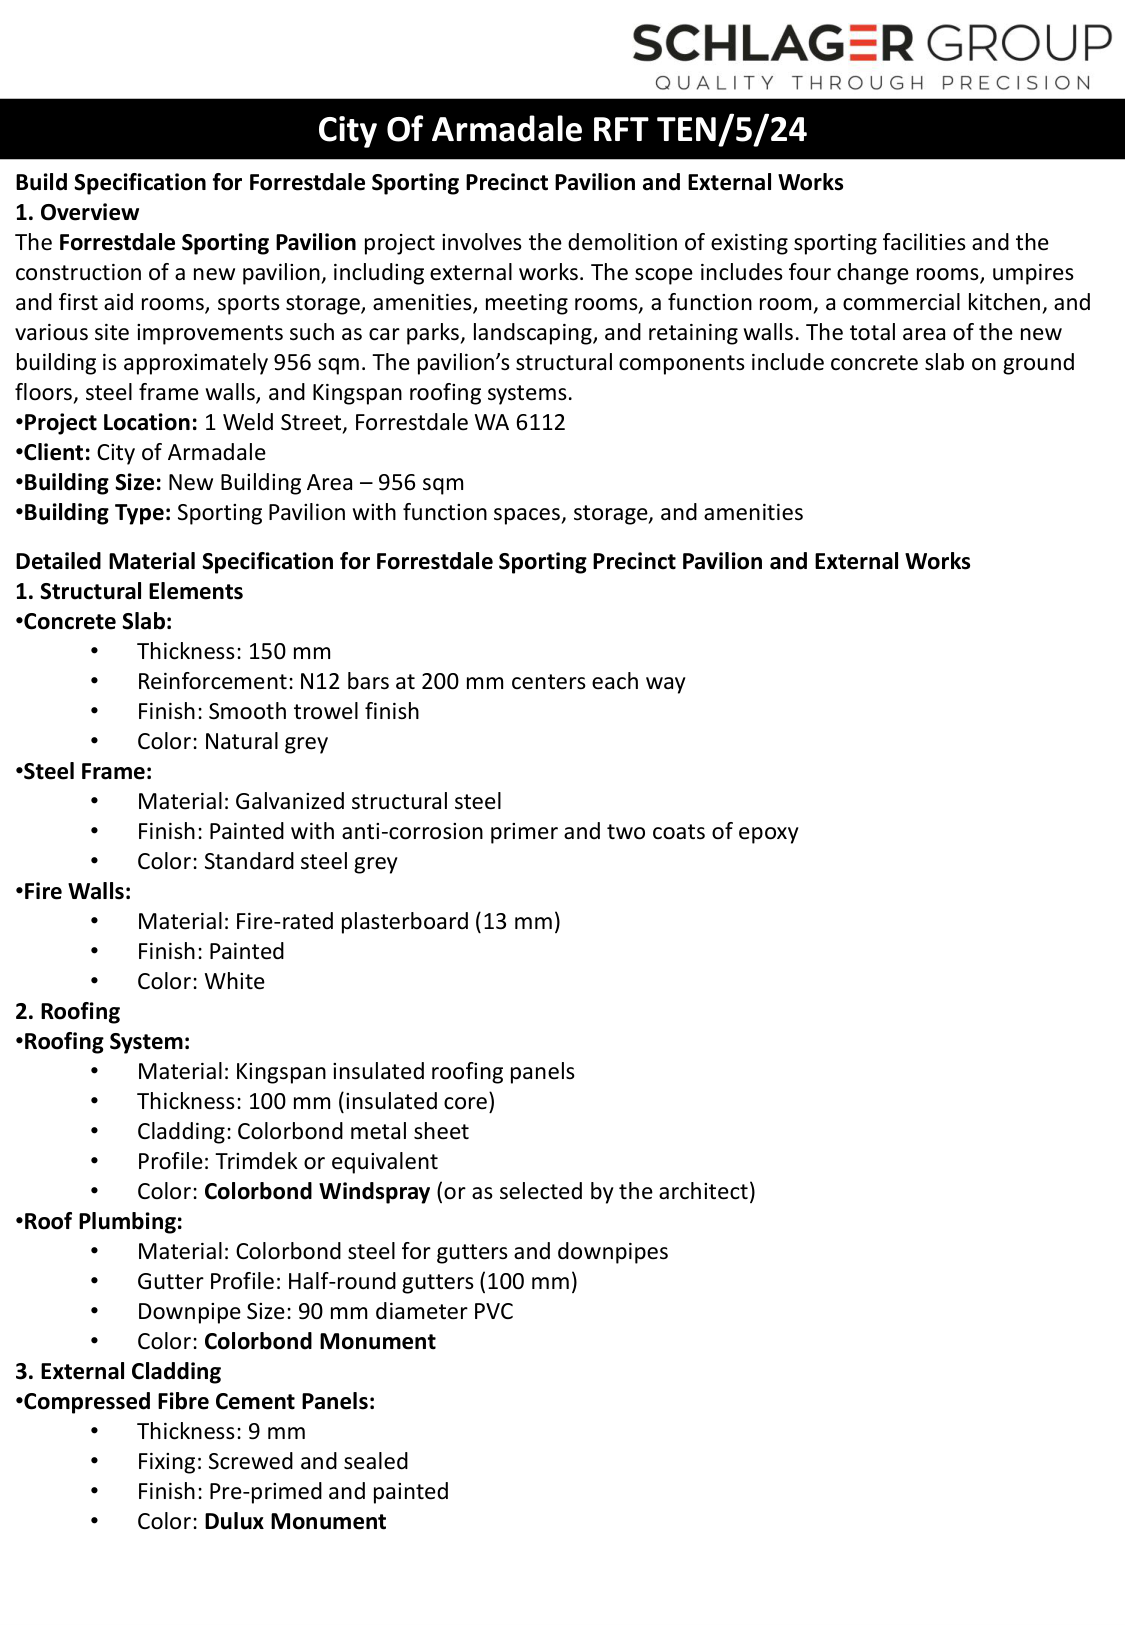 SCHLAGER GROUP
QUALITY THROUGH PRECISION
City Of Armadale RFT TEN/5/24
Build Specification for Forrestdale Sporting Precinct Pavilion and External Works
1. Overview
The Forrestdale Sporting Pavilion project involves the demolition of existing sporting facilities and the
construction of a new pavilion, including external works. The scope includes four change rooms, umpires
and first aid rooms, sports storage, amenities, meeting rooms, a function room, a commercial kitchen, and
various site improvements such as car parks, landscaping, and retaining walls. The total area of the new
building is approximately 956 sqm. The pavilion’s structural components include concrete slab on ground
floors, steel frame walls, and Kingspan roofing systems.
•Project Location: 1 Weld Street, Forrestdale WA 6112
•Client: City of Armadale
•Building Size: New Building Area – 956 sqm
•Building Type: Sporting Pavilion with function spaces, storage, and amenities
Detailed Material Specification for Forrestdale Sporting Precinct Pavilion and External Works
1. Structural Elements
•Concrete Slab:
• Thickness: 150 mm
• Reinforcement: N12 bars at 200 mm centers each way
• Finish: Smooth trowel finish
• Color: Natural grey
•Steel Frame:
• Material: Galvanized structural steel
• Finish: Painted with anti-corrosion primer and two coats of epoxy
• Color: Standard steel grey
•Fire Walls:
• Material: Fire-rated plasterboard (13 mm)
• Finish: Painted
• Color: White
2. Roofing
•Roofing System:
• Material: Kingspan insulated roofing panels
• Thickness: 100 mm (insulated core)
• Cladding: Colorbond metal sheet
• Profile: Trimdek or equivalent
• Color: Colorbond Windspray (or as selected by the architect)
•Roof Plumbing:
• Material: Colorbond steel for gutters and downpipes
• Gutter Profile: Half-round gutters (100 mm)
• Downpipe Size: 90 mm diameter PVC
• Color: Colorbond Monument
3. External Cladding
•Compressed Fibre Cement Panels:
• Thickness: 9 mm
• Fixing: Screwed and sealed
• Finish: Pre-primed and painted
• Color: Dulux Monument